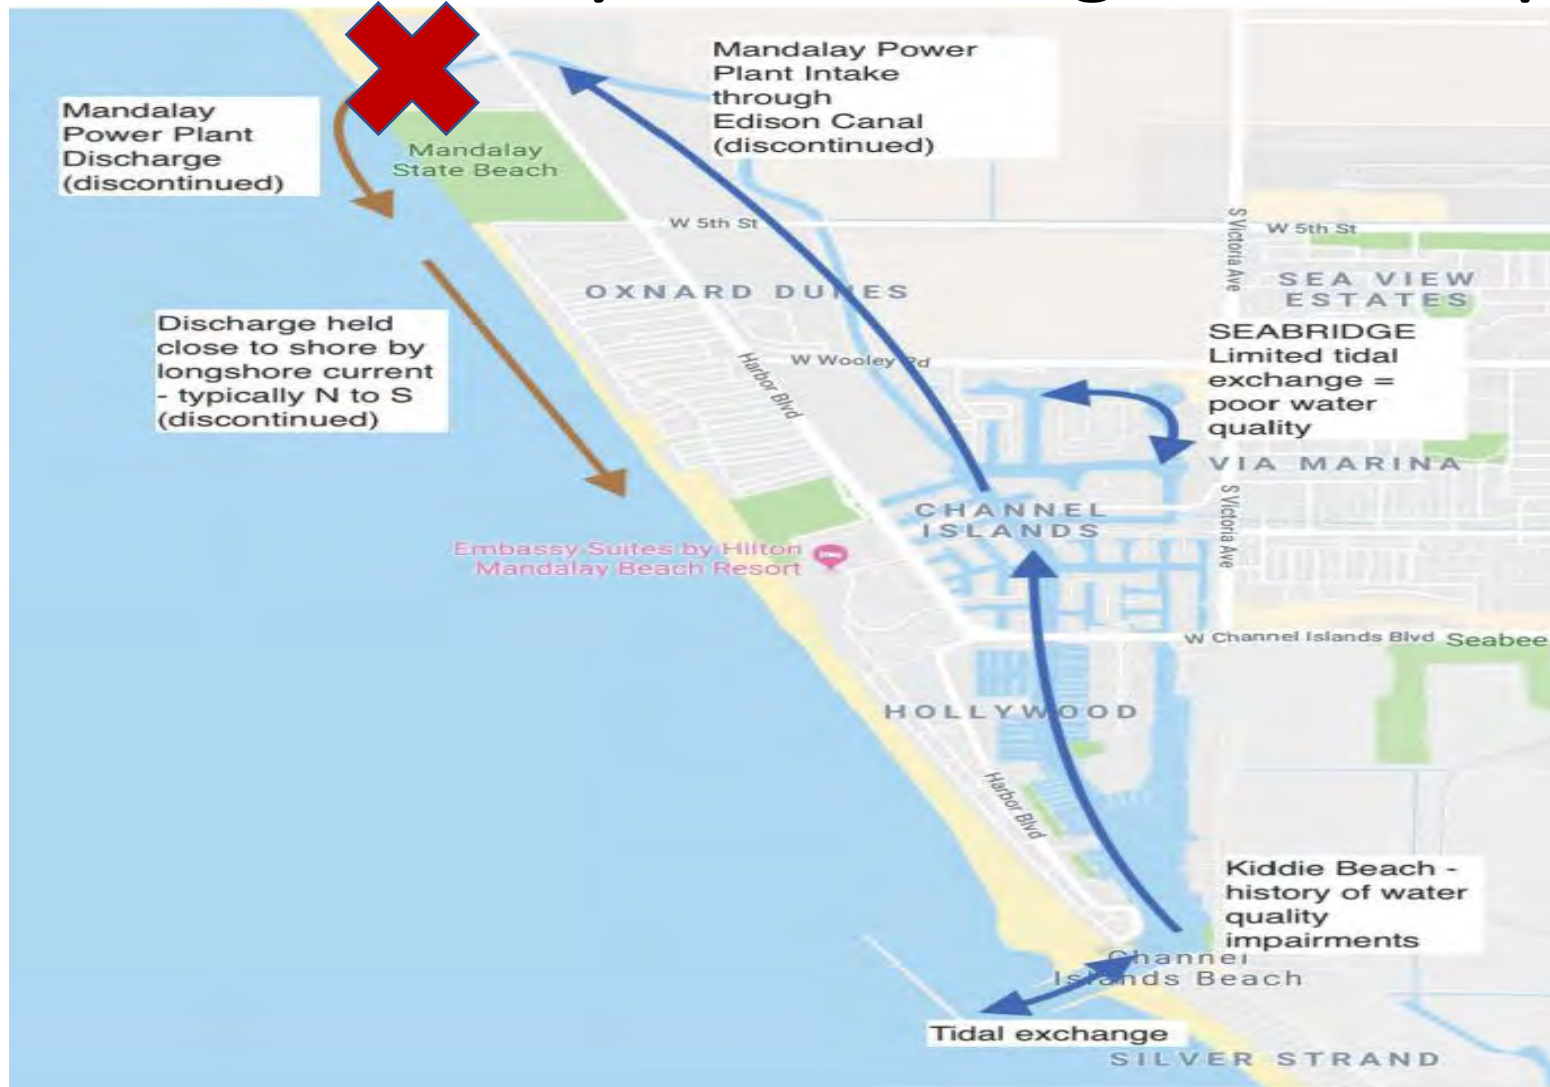 Mandalay Power
Plant Intake
through
Edison Canal
(discontinued)
Mandalay
Power Plant
Discharge
(discontinued)
Mandalay
State Beach
W 5th St
S Victoria Ave
W 5th St
OXNARD DUNES
SEA VIEW
ESTATES
Discharge held
close to shore by
longshore current
- typically N to S
(discontinued)
SEABRIDGE
Limited tidal
exchange =
poor water
quality
W Wooley Rd
Harbor Blvd
VIA MARINA
S Victoria Ave
CHANNEL
ISLANDS
Embassy Suites by Hilton
Mandalay Beach Resort
W Channel Islands Blvd
Seabee
HOLLYWOOD
Harbor Blvd
Kiddie Beach -
history of water
quality
impairments
Channel
Islands Beach
Tidal exchange
SILVER STRAND